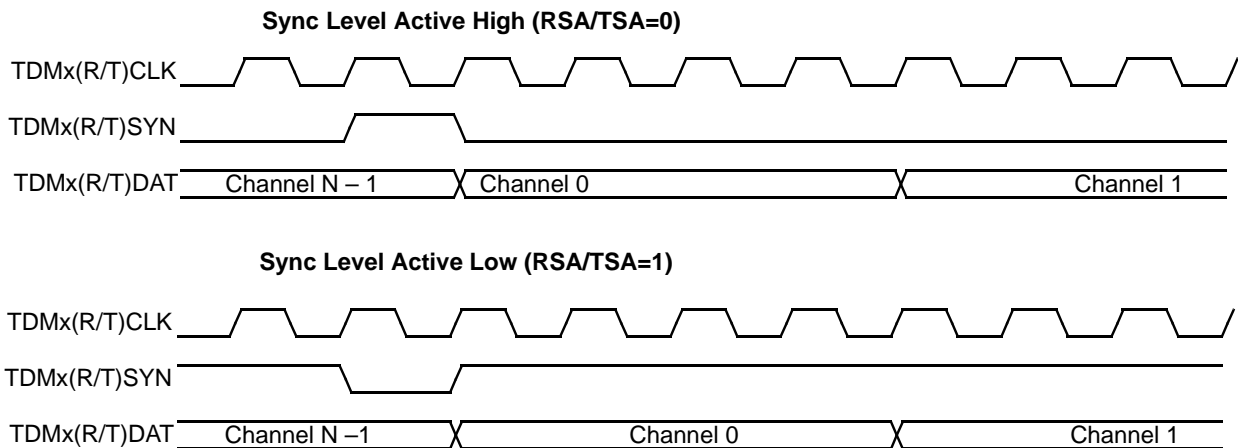 Sync Level Active High (RSA/TSA=0)
TDMx(R/T)CLK
TDMx(R/T)SYN
TDMx(R/T)DAT Channel N – 1 Channel 0 Channel 1
Sync Level Active Low (RSA/TSA=1)
TDMx(R/T)CLK
TDMx(R/T)SYN
TDMx(R/T)DAT Channel N –1 Channel 0 Channel 1